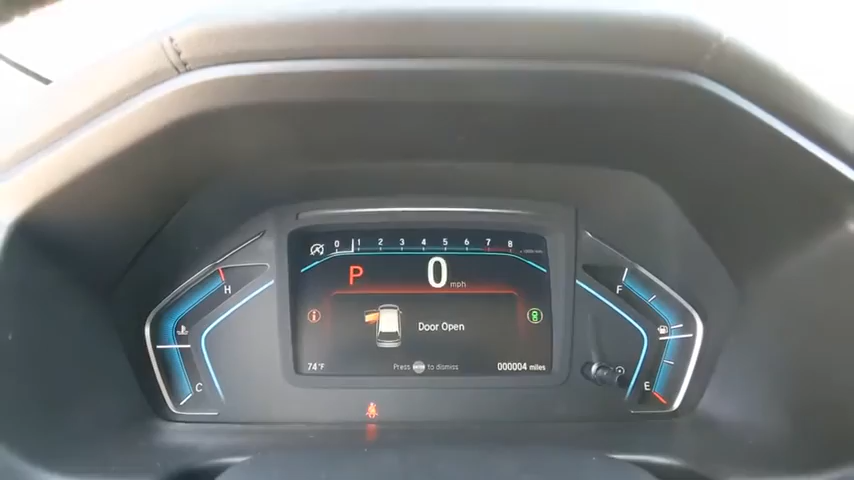 0 1 2 3 4 5 6 7 8
P 0 mph
H F
Door Open
C E
74°F Press ENTER to dismiss 000004 miles